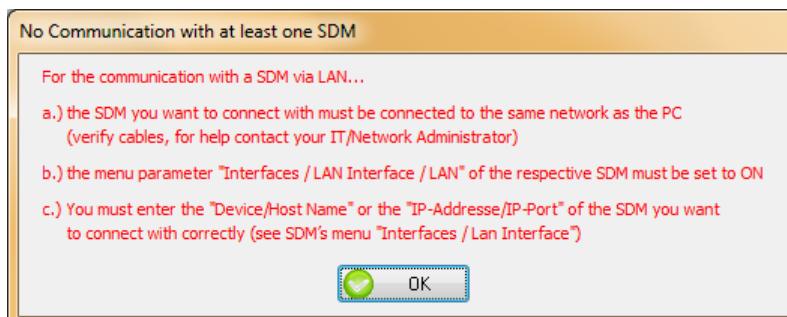 No Communication with at least one SDM
For the communication with a SDM via LAN...
a.) the SDM you want to connect with must be connected to the same network as the PC
(verify cables, for help contact your IT/Network Administrator)
b.) the menu parameter "Interfaces / LAN Interface / LAN" of the respective SDM must be set to ON
c.) You must enter the "Device/Host Name" or the "IP-Addresse/IP-Port" of the SDM you want
to connect with correctly (see SDM's menu "Interfaces / Lan Interface")
OK